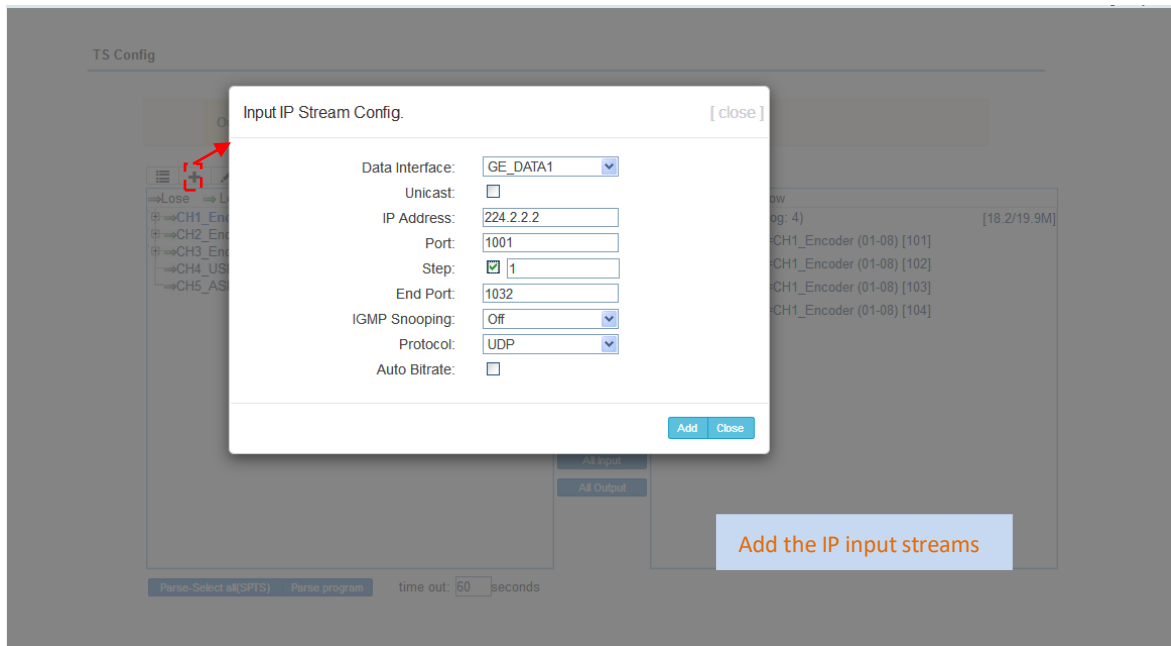 TS Config
Input IP Stream Config. [ close ]
Data Interface: GE_DATA1
Unicast:
IP Address: 224.2.2.2
Port: 1001
Step: 1
End Port: 1032
IGMP Snooping: Off
Protocol: UDP
Auto Bitrate:
Add Close
⇒Lose
⇒CH1_Enc
⇒CH2_Enc
⇒CH3_Enc
⇒CH4_US
⇒CH5_AS
[18.2/19.9M]
CH1_Encoder (01-08) [101]
CH1_Encoder (01-08) [102]
CH1_Encoder (01-08) [103]
CH1_Encoder (01-08) [104]
All Input
All Output
Add the IP input streams
Parse-Select all(SPTS) Parse program time out: 60 seconds